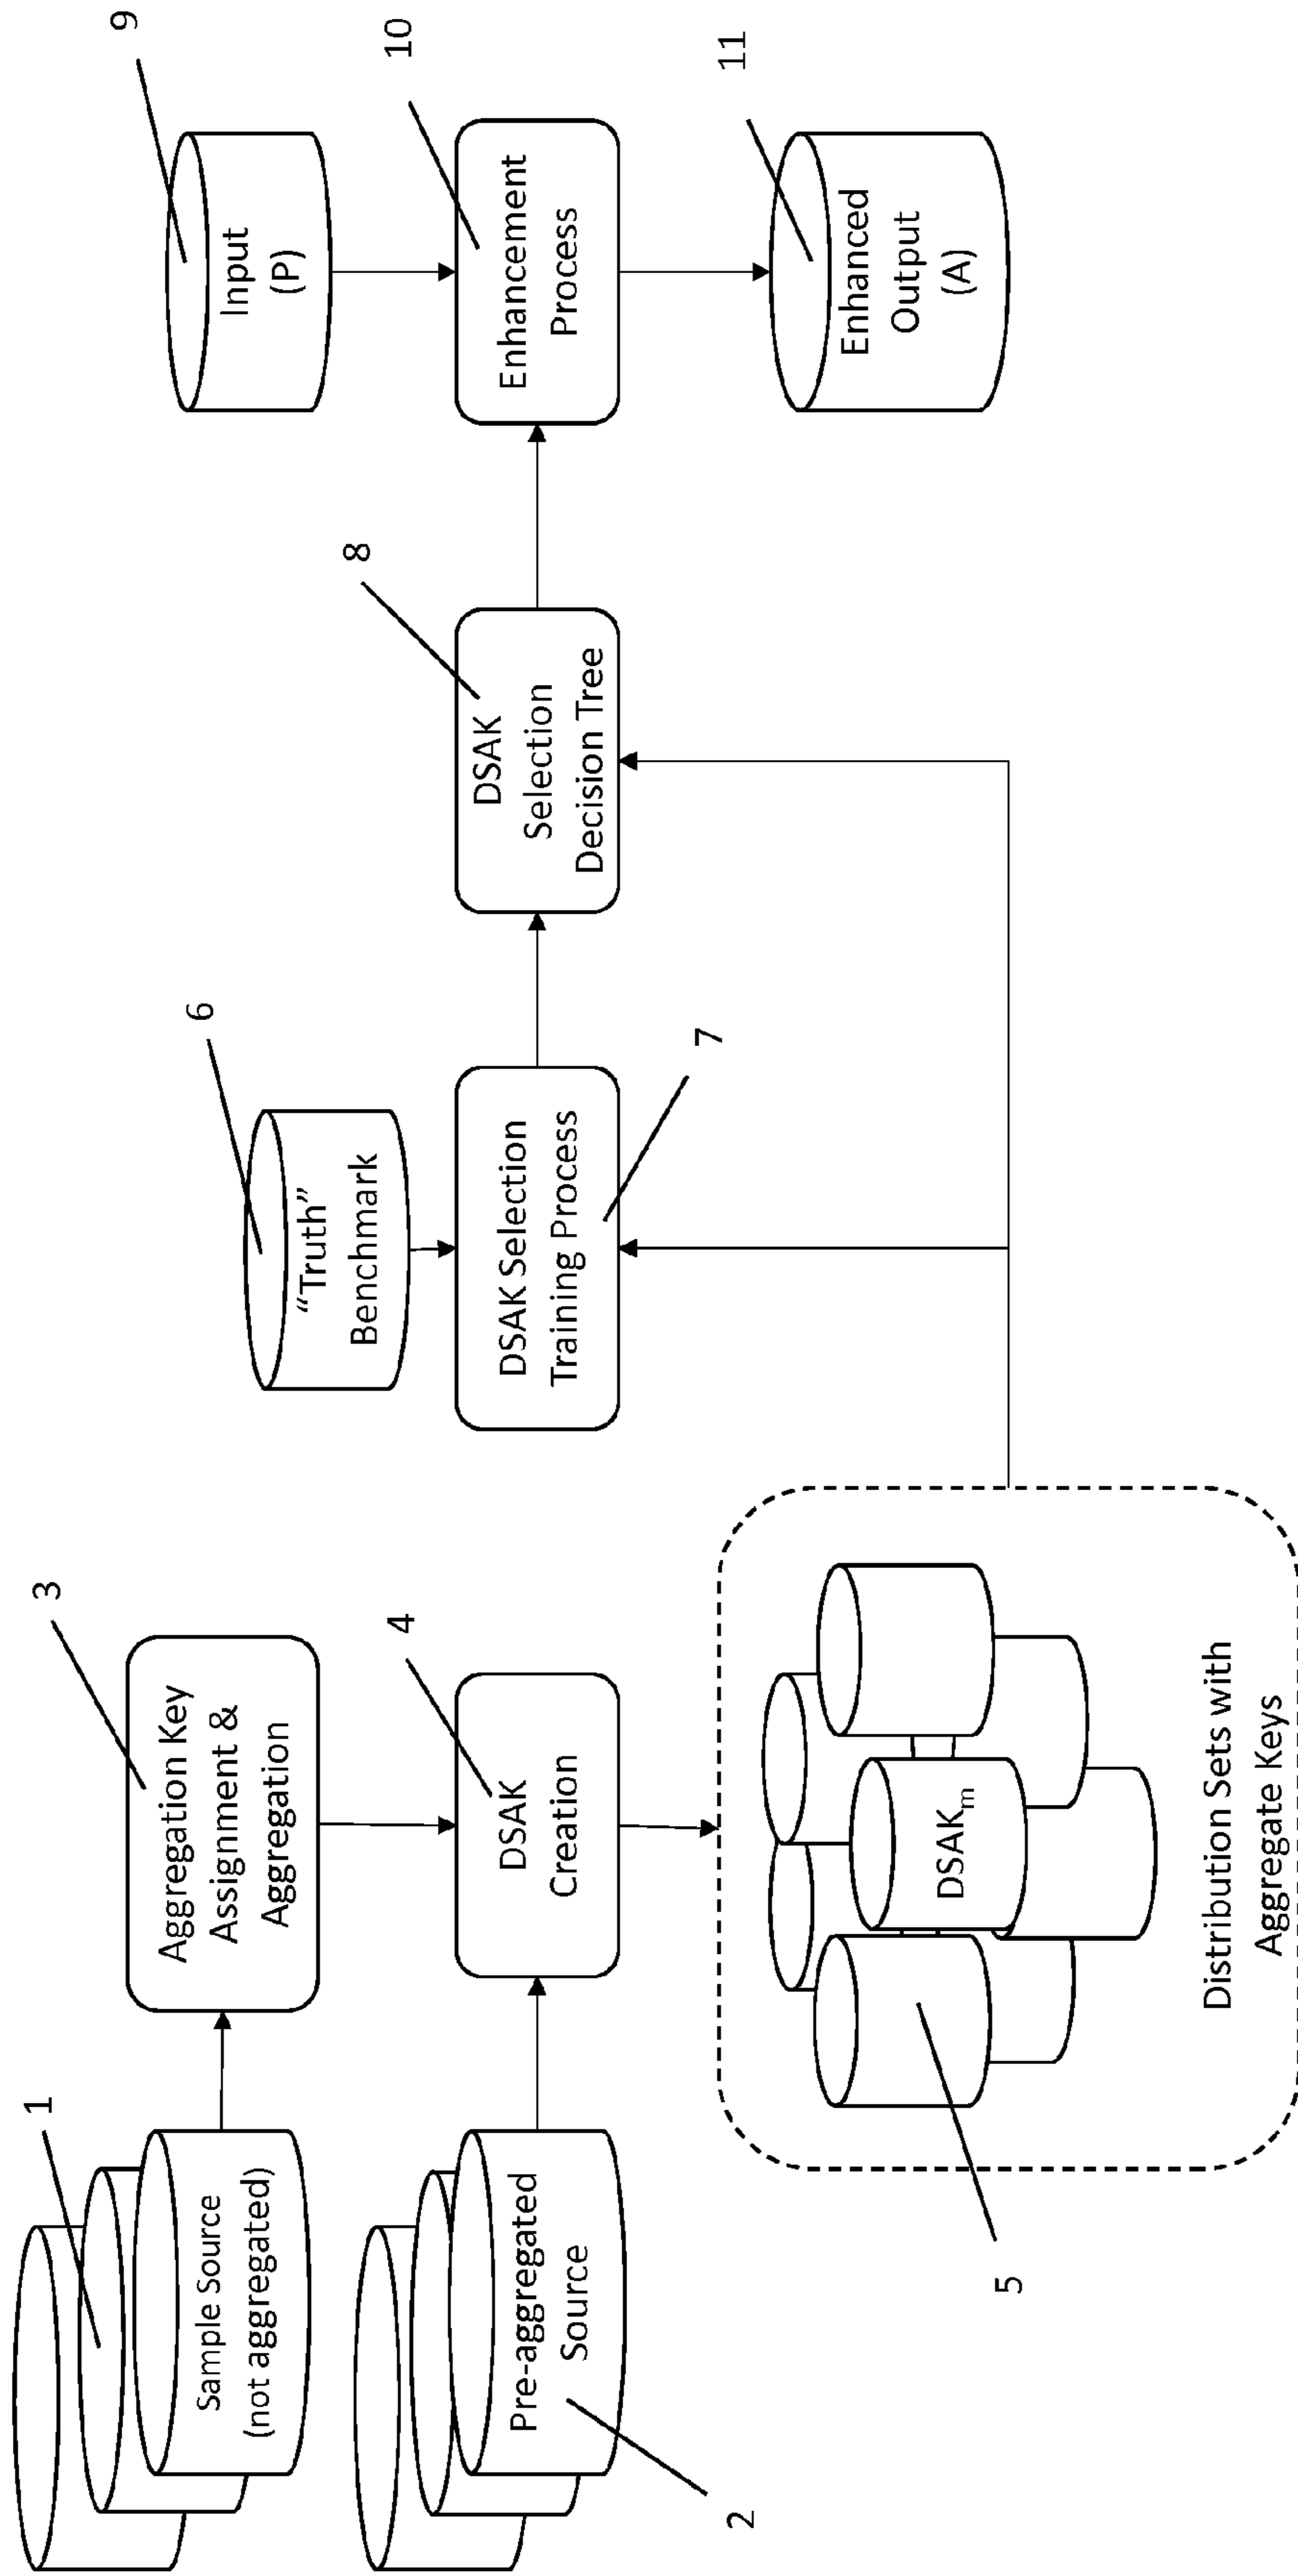 1
Sample Source
(not aggregated)
2
Pre-aggregated
Source
3
Aggregation Key
Assignment &
Aggregation
4
DSAK
Creation
5
DSAKm
Distribution Sets with
Aggregate Keys
6
“Truth”
Benchmark
7
DSAK Selection
Training Process
8
DSAK
Selection
Decision Tree
9
Input
(P)
10
Enhancement
Process
11
Enhanced
Output
(A)